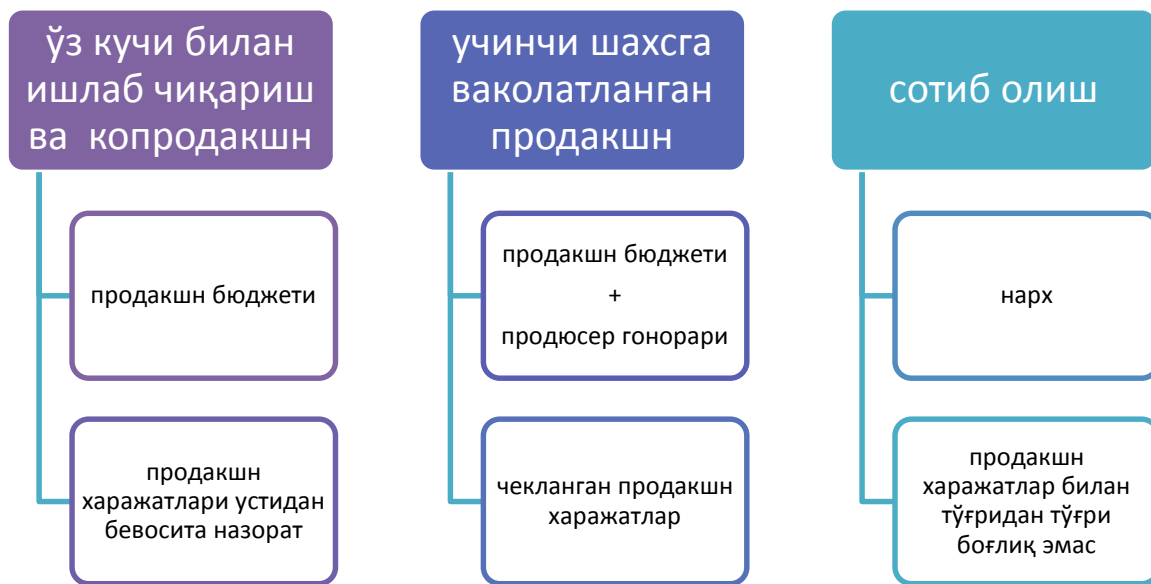 ўз кучи билан
ишлаб чиқариш
ва копродакшн
продакшн бюджети
продакшн
харажатлари устидан
бевосита назорат
учинчи шахсга
ваколатланган
продакшн
продакшн бюджети
+
продюсер гонорари
чекланган продакшн
харажатлар
сотиб олиш
нарх
продакшн
харажатлар билан
тўғридан тўғри
боғлиқ эмас